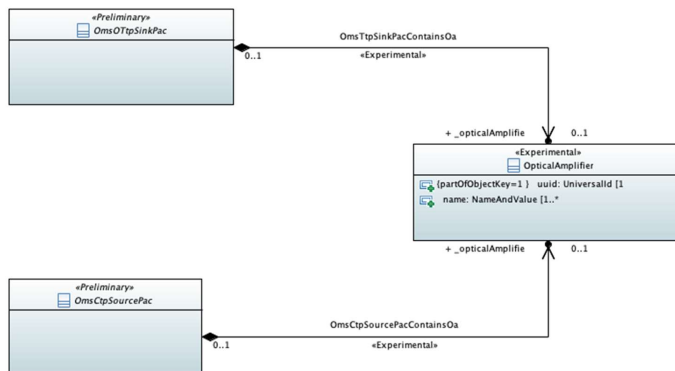 «Preliminary»
OmsOTtpSinkPac
OmsTtpSinkPacContainsOa
0..1
«Experimental»
+ _opticalAmplifie
0..1
«Experimental»
OpticalAmplifier
{partOfObjectKey=1 } uuid: UniversalId [1
name: NameAndValue [1..*
+ _opticalAmplifie
0..1
«Preliminary»
OmsCtpSourcePac
OmsCtpSourcePacContainsOa
0..1
«Experimental»